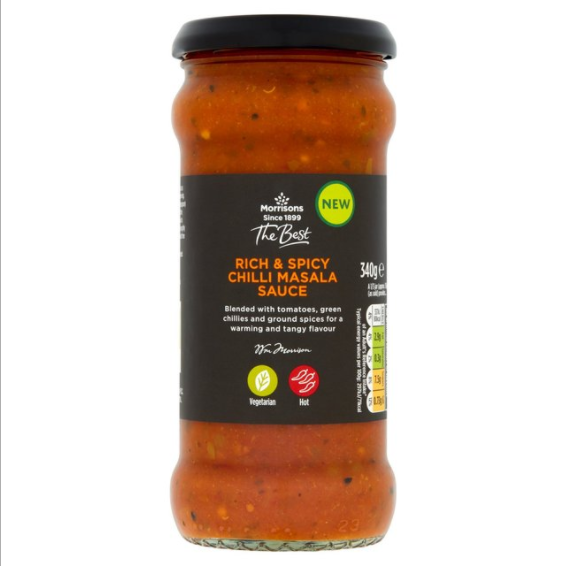 Morrisons
Since 1899
The Best
NEW
RICH & SPICY
CHILLI MASALA
SAUCE
Blended with tomatoes, green
chillies and ground spices for a
warming and tangy flavour
Wm Morrison
Vegetarian
Hot
340g e